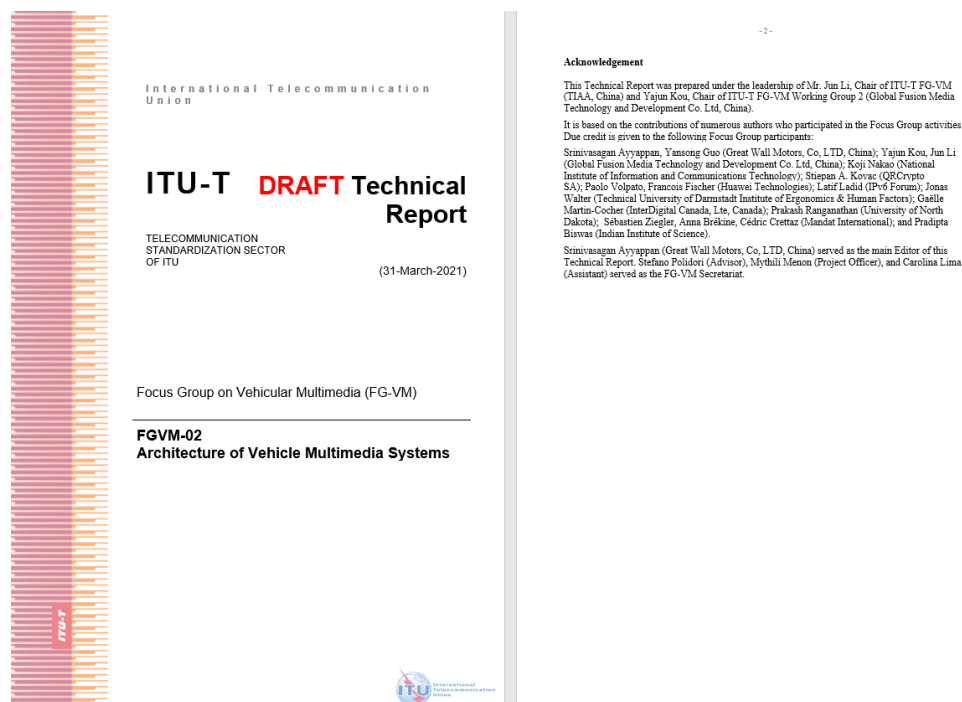 International Telecommunication
Union
ITU-T DRAFT Technical
Report
TELECOMMUNICATION
STANDARDIZATION SECTOR
OF ITU
(31-March-2021)
Focus Group on Vehicular Multimedia (FG-VM)
FGVM-02
Architecture of Vehicle Multimedia Systems
ITU-T
ITU International
Telecommunication
Union
- 2 -
Acknowledgement
This Technical Report was prepared under the leadership of Mr. Jun Li, Chair of ITU-T FG-VM
(TIAA, China) and Yajun Kou, Chair of ITU-T FG-VM Working Group 2 (Global Fusion Media
Technology and Development Co. Ltd, China).
It is based on the contributions of numerous authors who participated in the Focus Group activities.
Due credit is given to the following Focus Group participants:
Srinivasagan Ayyappan, Yansong Guo (Great Wall Motors, Co, LTD, China); Yajun Kou, Jun Li
(Global Fusion Media Technology and Development Co. Ltd, China); Koji Nakao (National
Institute of Information and Communications Technology); Stiepan A. Kovac (QRCrypto
SA); Paolo Volpato, Francois Fischer (Huawei Technologies); Latif Ladid (IPv6 Forum); Jonas
Walter (Technical University of Darmstadt Institute of Ergonomics & Human Factors); Gaëlle
Martin-Cocher (InterDigital Canada, Lte, Canada); Prakash Ranganathan (University of North
Dakota); Sébastien Ziegler, Anna Brékine, Cédric Crettaz (Mandat International); and Pradipta
Biswas (Indian Institute of Science).
Srinivasagan Ayyappan (Great Wall Motors, Co, LTD, China) served as the main Editor of this
Technical Report. Stefano Polidori (Advisor), Mythili Menon (Project Officer), and Carolina Lima
(Assistant) served as the FG-VM Secretariat.